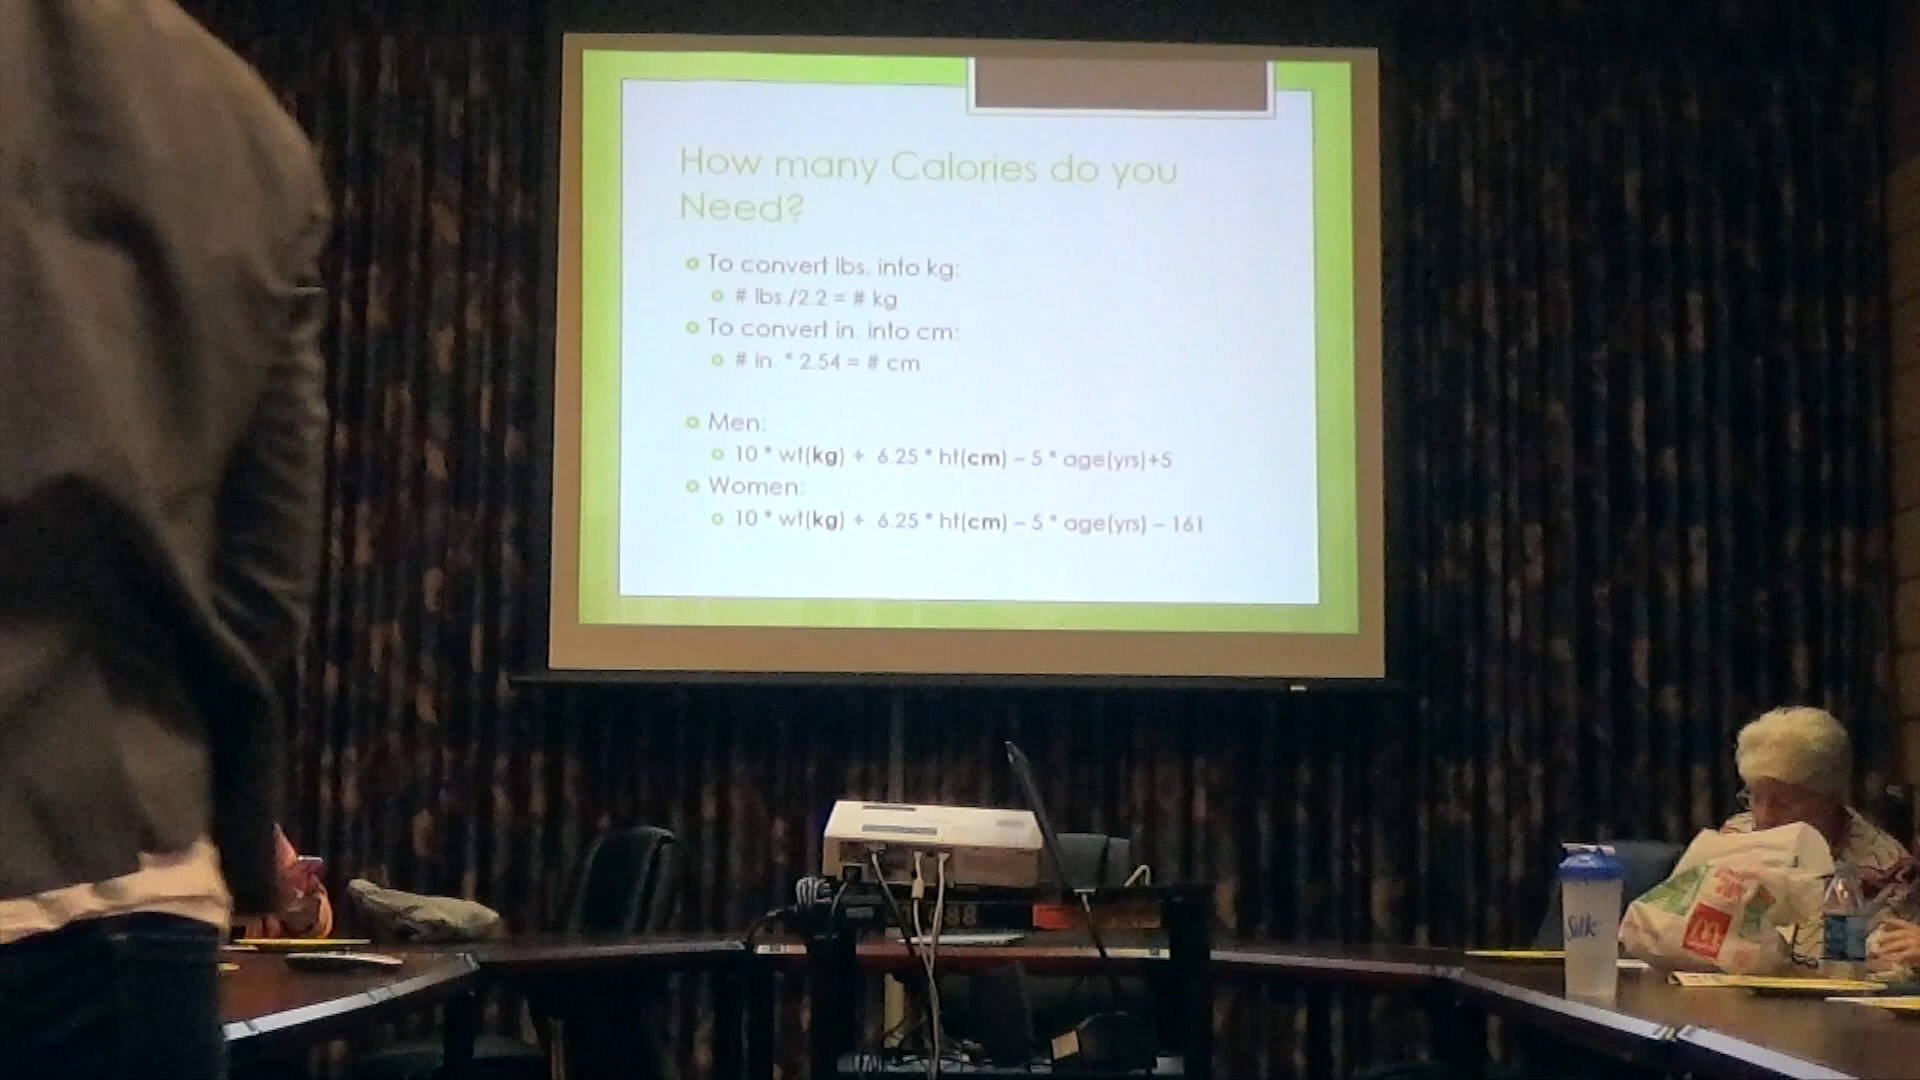 How many Calories do you
Need?
To convert lbs. into kg:
# lbs./2.2 = # kg
To convert in. into cm:
# in. * 2.54 = # cm
Men:
10 * wt(kg) + 6.25 * ht(cm) – 5 * age(yrs)+5
Women:
10 * wt(kg) + 6.25 * ht(cm) – 5 * age(yrs) – 161
Silk